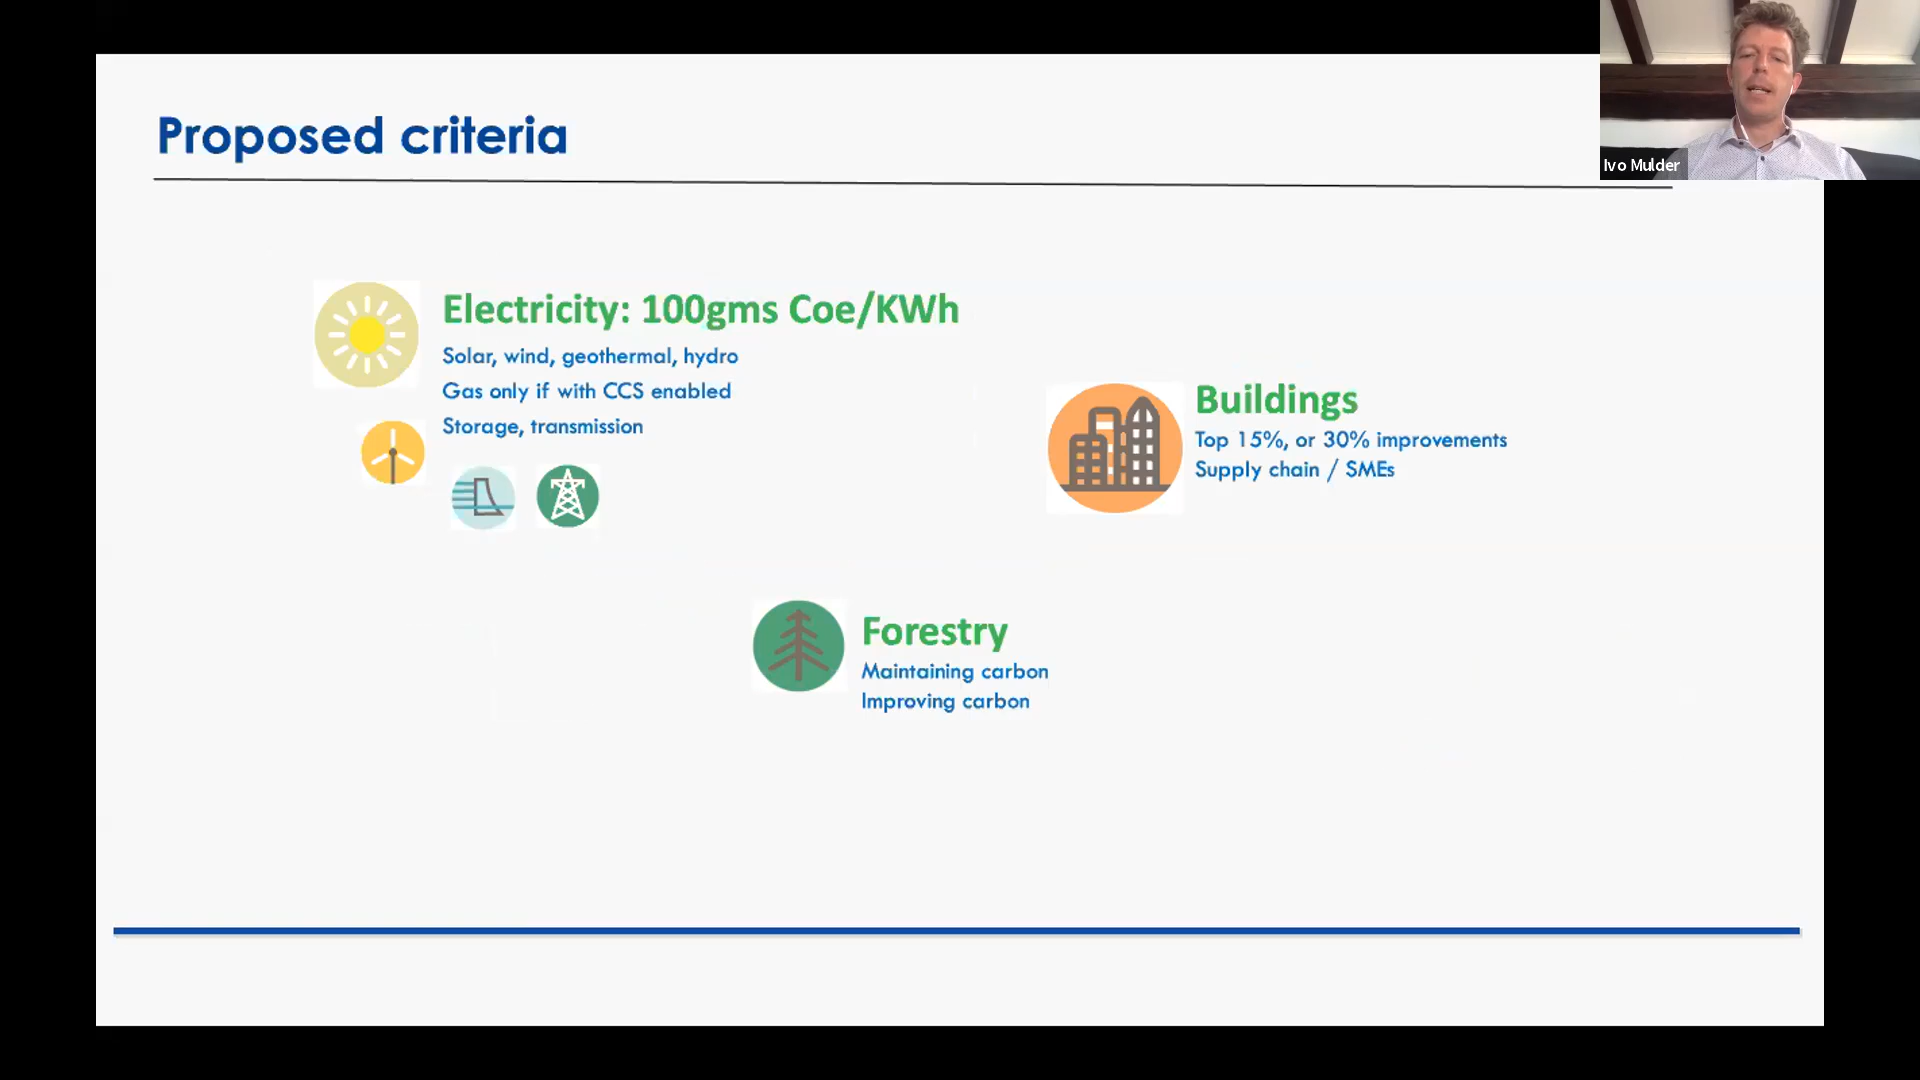 Proposed criteria
Ivo Mulder
Electricity: 100gms Coe/KWh
Solar, wind, geothermal, hydro
Gas only if with CCS enabled
Storage, transmission
Buildings
Top 15%, or 30% improvements
Supply chain / SMEs
Forestry
Maintaining carbon
Improving carbon